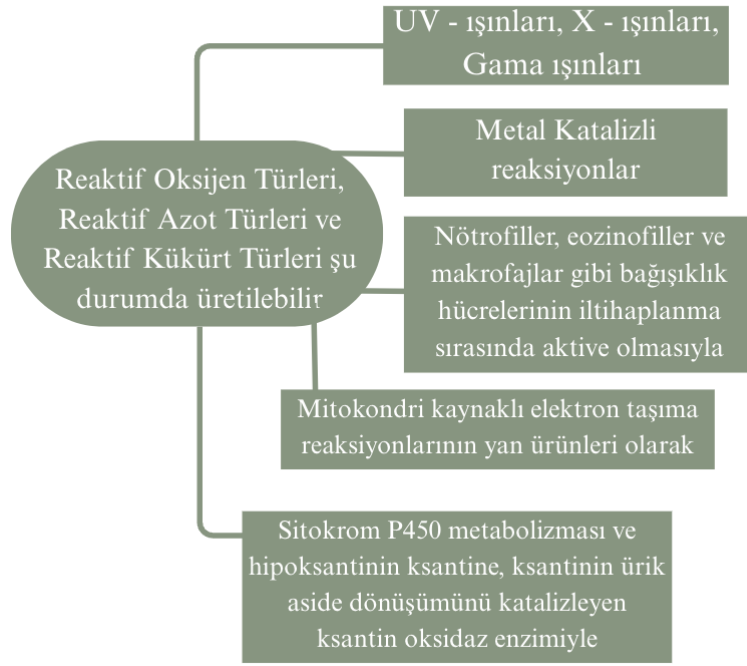 UV - ışınları, X - ışınları,
Gama ışınları
Metal Katalizli
reaksiyonlar
Reaktif Oksijen Türleri,
Reaktif Azot Türleri ve
Reaktif Kükürt Türleri şu
durumda üretilebilir
Nötrofiller, eozinofiller ve
makrofajlar gibi bağışıklık
hücrelerinin iltihaplanma
sırasında aktive olmasıyla
Mitokondri kaynaklı elektron taşıma
reaksiyonlarının yan ürünleri olarak
Sitokrom P450 metabolizması ve
hipoksantinin ksantine, ksantinin ürik
aside dönüşümünü katalizleyen
ksantin oksidaz enzimiyle